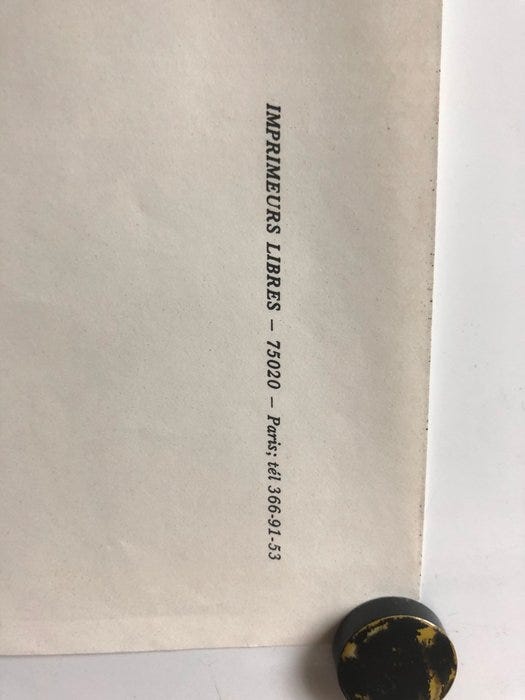 IMPRIMEURS LIBRES – 75020 – Paris; tél 366-91-53